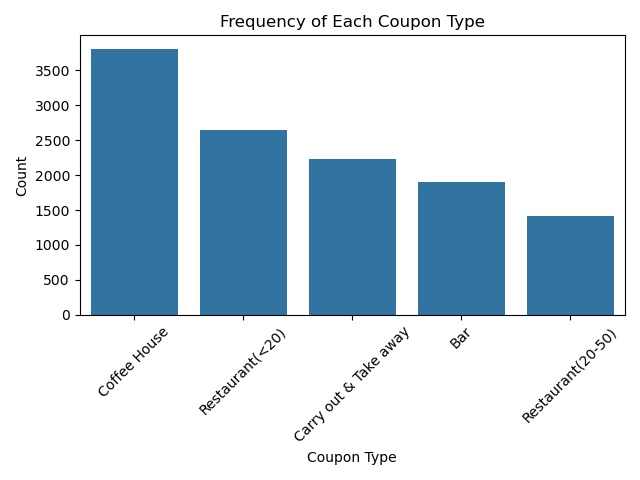 Frequency of Each Coupon Type
Count
3500
3000
2500
2000
1500
1000
500
0
Coffee House
Restaurant(<20)
Carry out & Take away
Bar
Restaurant(20-50)
Coupon Type